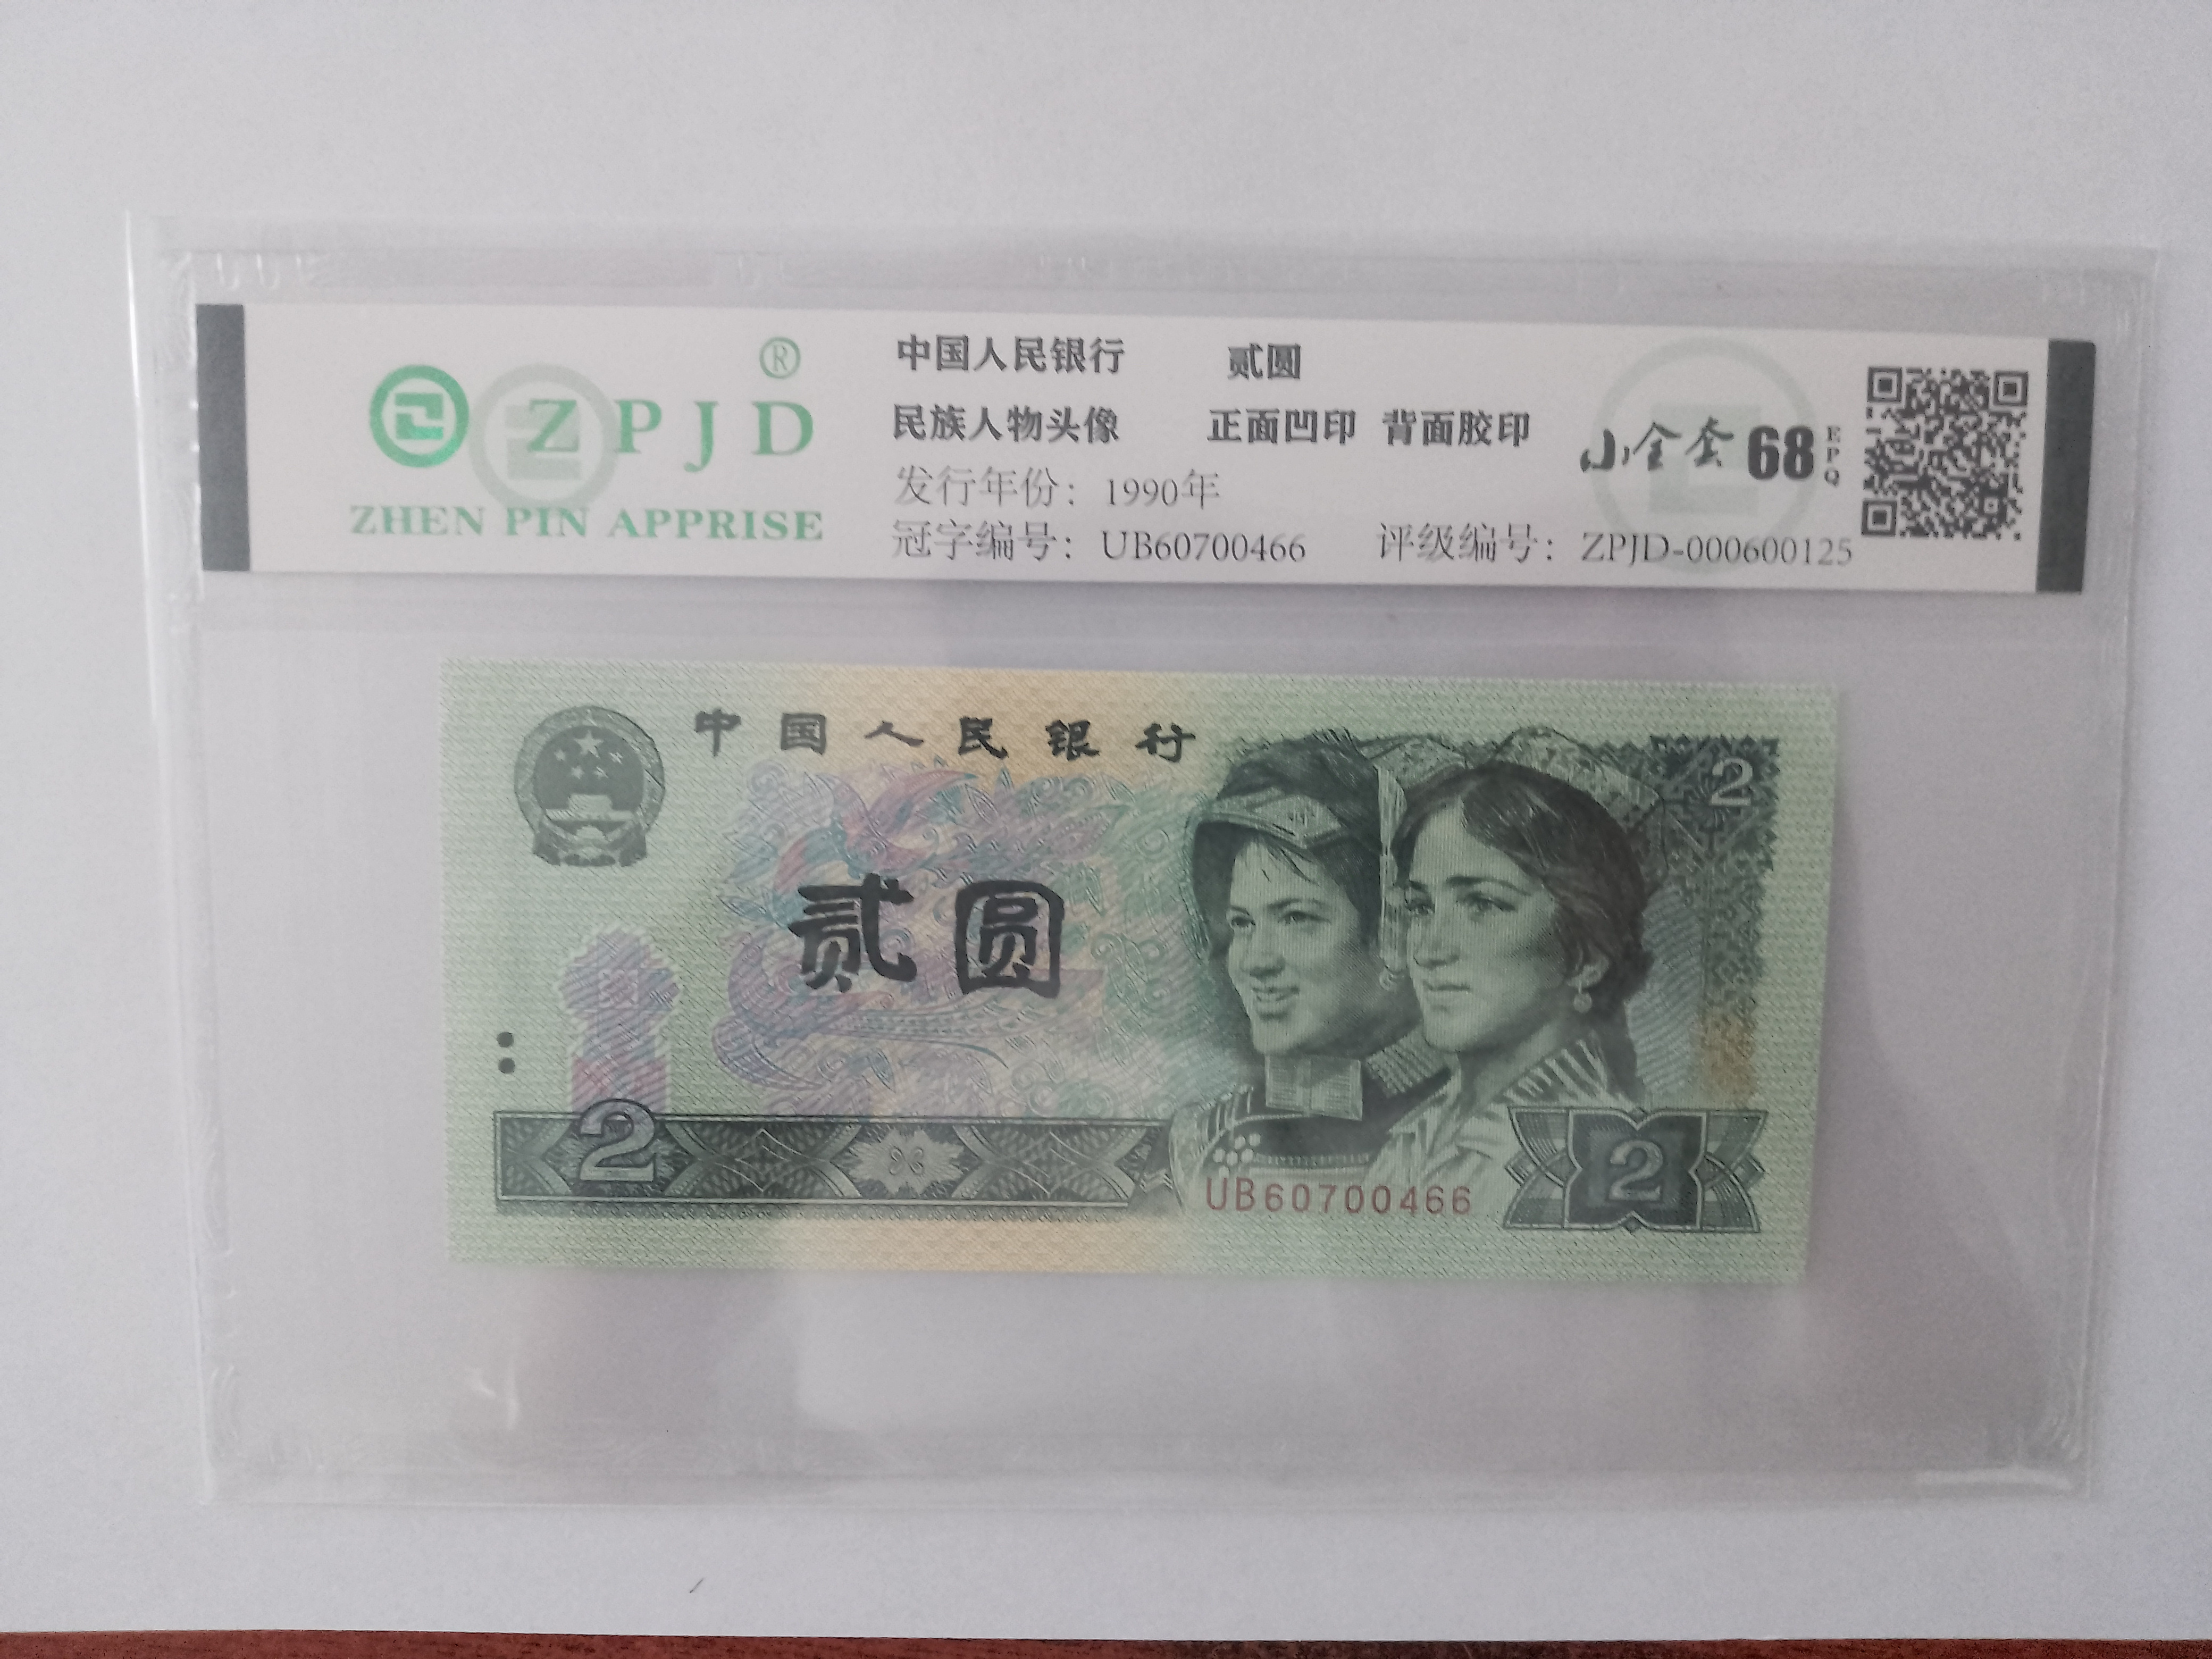 ®
ZPJD
ZHEN PIN APPRISE
中国人民银行 贰圆
民族人物头像 正面凹印 背面胶印
发行年份：1990年
冠字编号：UB60700466 评级编号：ZPJD-000600125
小全套 68 EPQ
中国人民银行
2
贰圆
2
UB60700466
2